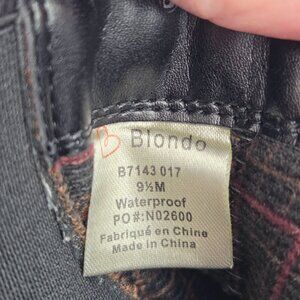 B Blondo
B7143 017
9½M
Waterproof
PO#:N02600
Fabriqué en Chine
Made in China